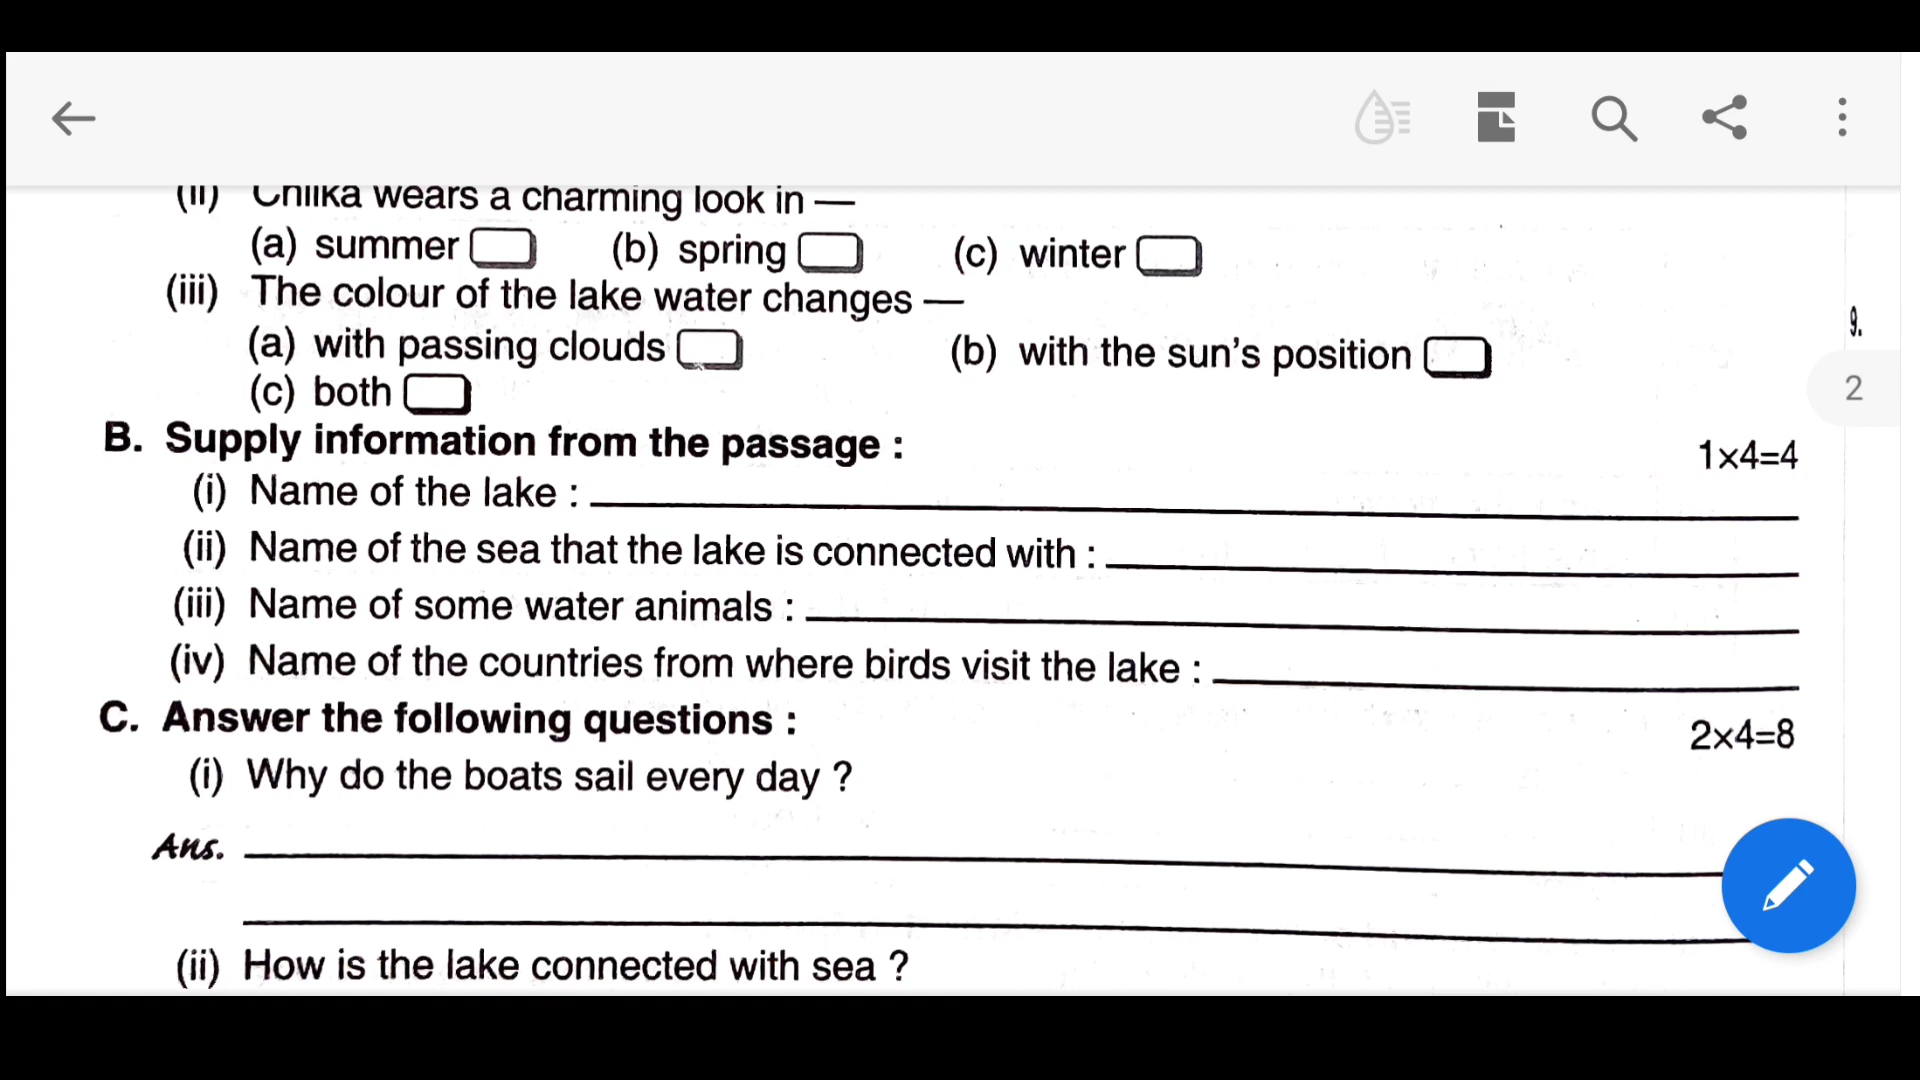 (ii) Chilka wears a charming look in —
(a) summer (b) spring (c) winter
(iii) The colour of the lake water changes —
(a) with passing clouds (b) with the sun's position
(c) both
9.
2
B. Supply information from the passage : 1×4=4
(i) Name of the lake :
(ii) Name of the sea that the lake is connected with :
(iii) Name of some water animals :
(iv) Name of the countries from where birds visit the lake :
C. Answer the following questions : 2×4=8
(i) Why do the boats sail every day ?
Ans.
(ii) How is the lake connected with sea ?